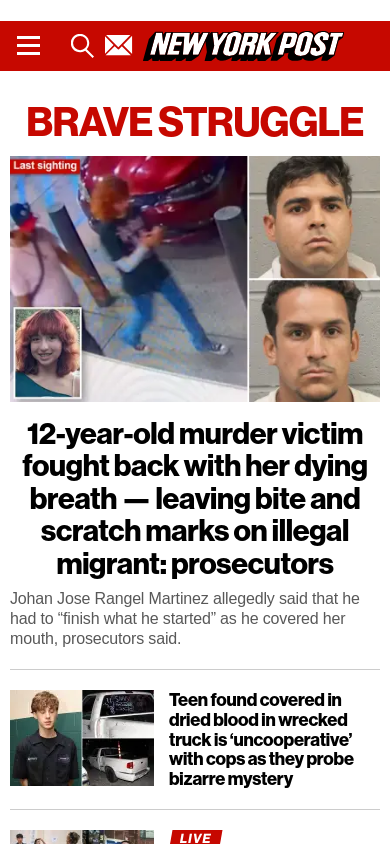 NEW YORK POST
BRAVE STRUGGLE
Last sighting
12-year-old murder victim
fought back with her dying
breath — leaving bite and
scratch marks on illegal
migrant: prosecutors
Johan Jose Rangel Martinez allegedly said that he
had to “finish what he started” as he covered her
mouth, prosecutors said.
Teen found covered in
dried blood in wrecked
truck is ‘uncooperative’
with cops as they probe
bizarre mystery
LIVE